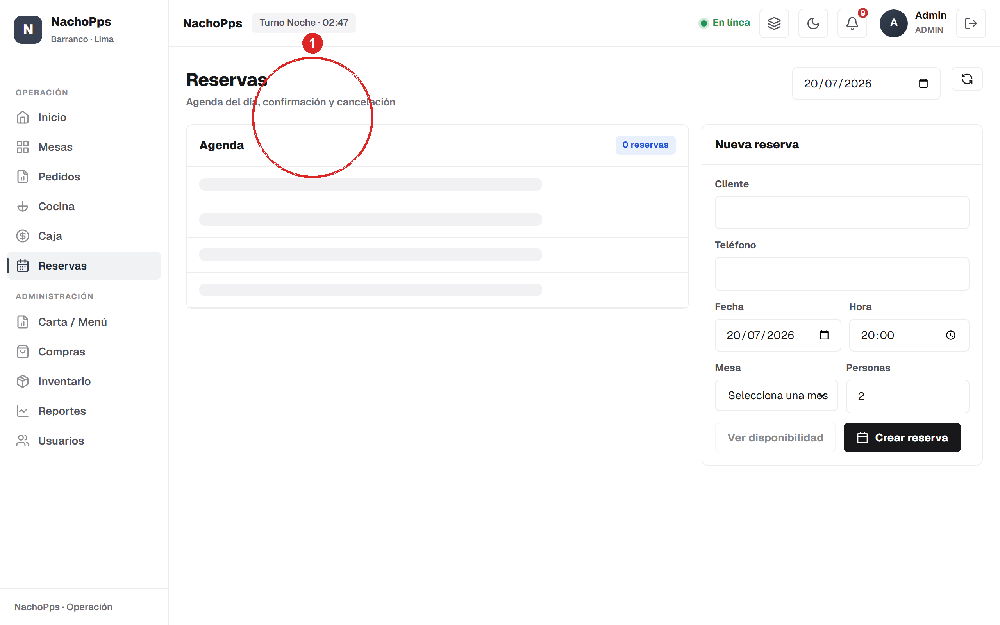 N
NachoPps
Barranco · Lima
OPERACIÓN
Inicio
Mesas
Pedidos
Cocina
Caja
Reservas
ADMINISTRACIÓN
Carta / Menú
Compras
Inventario
Reportes
Usuarios
NachoPps · Operación
NachoPps
Turno Noche · 02:47
En línea
9
A
Admin
ADMIN
1
Reservas
Agenda del día, confirmación y cancelación
20/07/2026
Agenda
0 reservas
Nueva reserva
Cliente
Teléfono
Fecha
Hora
20/07/2026
20:00
Mesa
Personas
Selecciona una mes
2
Ver disponibilidad
Crear reserva